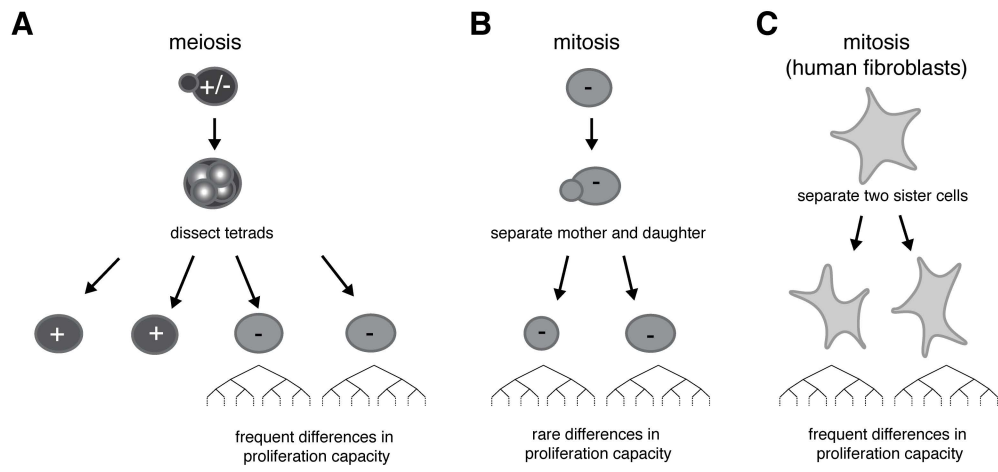 A
meiosis
+/-
dissect tetrads
+
+
-
-
frequent differences in
proliferation capacity
B
mitosis
-
-
separate mother and daughter
-
-
rare differences in
proliferation capacity
C
mitosis
(human fibroblasts)
separate two sister cells
frequent differences in
proliferation capacity